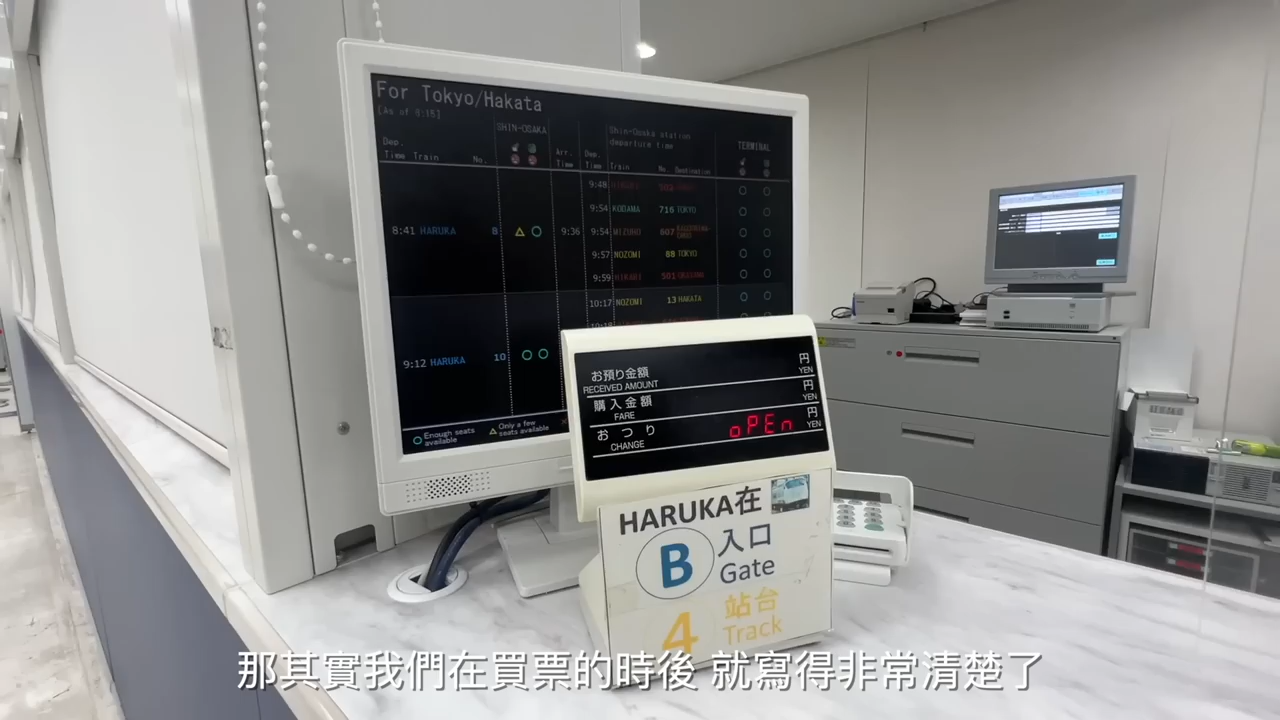 For Tokyo/Hakata
[As of 8:15]
SHIN-OSAKA
Shin-Osaka station
departure time
TERMINAL
Dep.
Time Train No.
Arr.
Time
Dep.
Time Train No. Destination
8:41 HARUKA 8 △ ○ 9:36
9:48 502
9:54 KODAMA 716 TOKYO ○ ○
9:54 MIZUHO 607 ○ ○
9:57 NOZOMI 88 TOKYO ○ ○
9:59 HIKARI 501 OKAYAMA ○ ○
10:17 NOZOMI 13 HAKATA ○ ○
9:12 HARUKA 10 ○ ○
○ Enough seats available
△ Only a few seats available
お預り金額 円
RECEIVED AMOUNT YEN
購入金額 円
FARE YEN
おつり oPEn 円
CHANGE YEN
HARUKA在
B 入口
Gate
4 站台
Track
那其實我們在買票的時後 就寫得非常清楚了